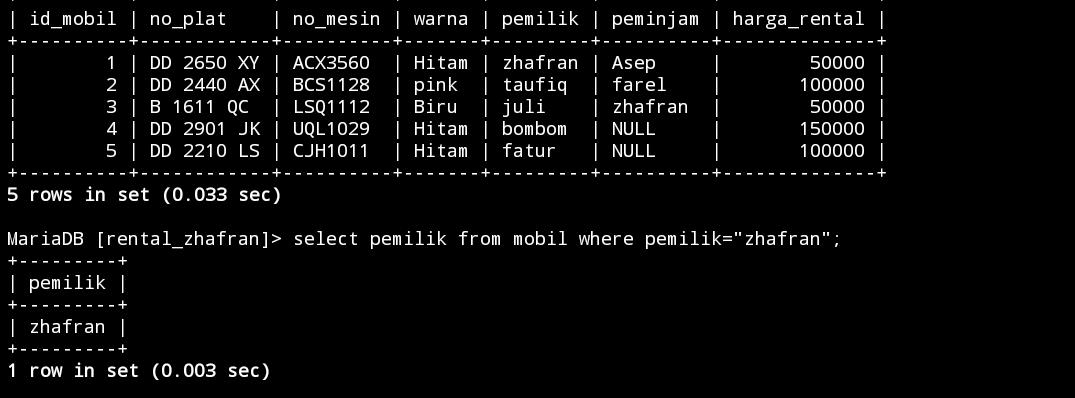 | id_mobil | no_plat    | no_mesin | warna | pemilik | peminjam | harga_rental |
+----------+------------+----------+-------+---------+----------+--------------+
|        1 | DD 2650 XY | ACX3560  | Hitam | zhafran | Asep     |        50000 |
|        2 | DD 2440 AX | BCS1128  | pink  | taufiq  | farel    |       100000 |
|        3 | B 1611 QC  | LSQ1112  | Biru  | juli    | zhafran  |        50000 |
|        4 | DD 2901 JK | UQL1029  | Hitam | bombom  | NULL     |       150000 |
|        5 | DD 2210 LS | CJH1011  | Hitam | fatur   | NULL     |       100000 |
+----------+------------+----------+-------+---------+----------+--------------+
5 rows in set (0.033 sec)
MariaDB [rental_zhafran]> select pemilik from mobil where pemilik="zhafran";
+---------+
| pemilik |
+---------+
| zhafran |
+---------+
1 row in set (0.003 sec)